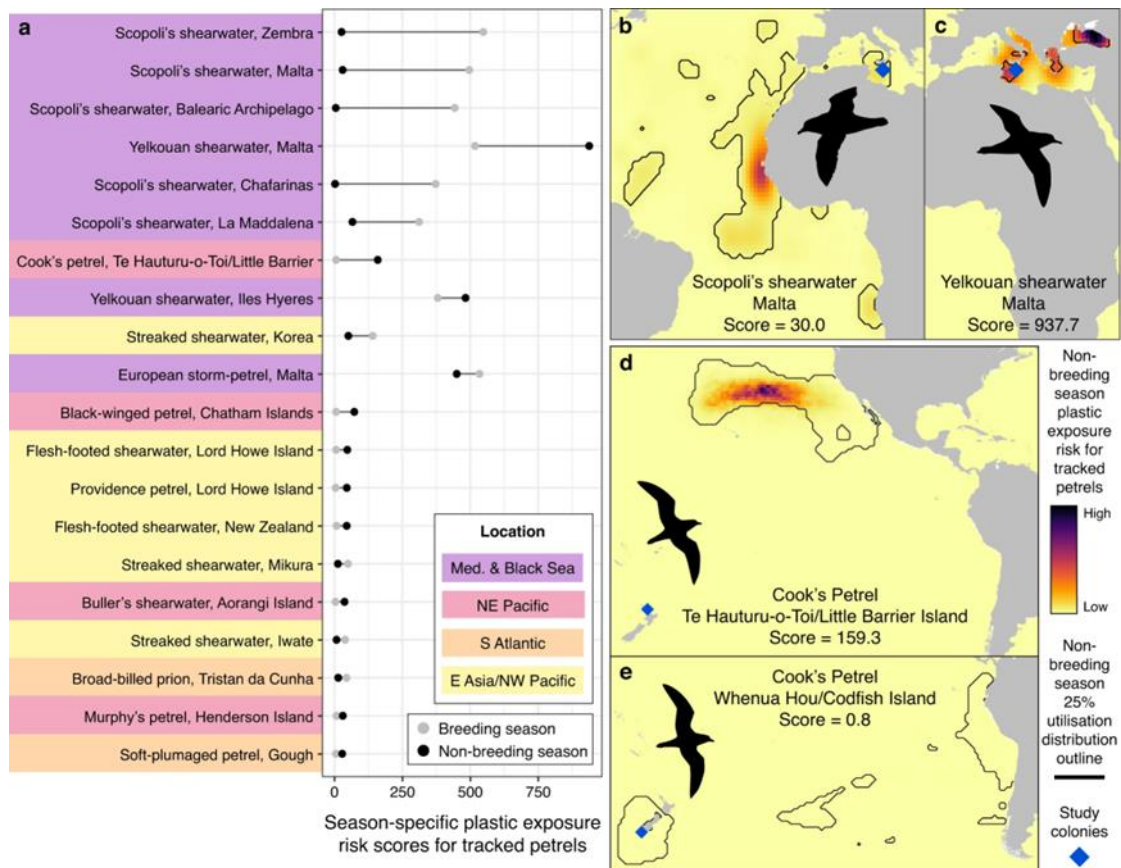 a
Scopoli's shearwater, Zembra
Scopoli's shearwater, Malta
Scopoli's shearwater, Balearic Archipelago
Yelkouan shearwater, Malta
Scopoli's shearwater, Chafarinas
Scopoli's shearwater, La Maddalena
Cook's petrel, Te Hauturu-o-Toi/Little Barrier
Yelkouan shearwater, Iles Hyeres
Streaked shearwater, Korea
European storm-petrel, Malta
Black-winged petrel, Chatham Islands
Flesh-footed shearwater, Lord Howe Island
Providence petrel, Lord Howe Island
Flesh-footed shearwater, New Zealand
Streaked shearwater, Mikura
Buller's shearwater, Aorangi Island
Streaked shearwater, Iwate
Broad-billed prion, Tristan da Cunha
Murphy's petrel, Henderson Island
Soft-plumaged petrel, Gough
Location
Med. & Black Sea
NE Pacific
S Atlantic
E Asia/NW Pacific
Breeding season
Non-breeding season
0 250 500 750
Season-specific plastic exposure
risk scores for tracked petrels
b
Scopoli's shearwater
Malta
Score = 30.0
c
Yelkouan shearwater
Malta
Score = 937.7
d
Cook's Petrel
Te Hauturu-o-Toi/Little Barrier Island
Score = 159.3
e
Cook's Petrel
Whenua Hou/Codfish Island
Score = 0.8
Non-
breeding
season
plastic
exposure
risk for
tracked
petrels
High
Low
Non-
breeding
season
25%
utilisation
distribution
outline
Study
colonies